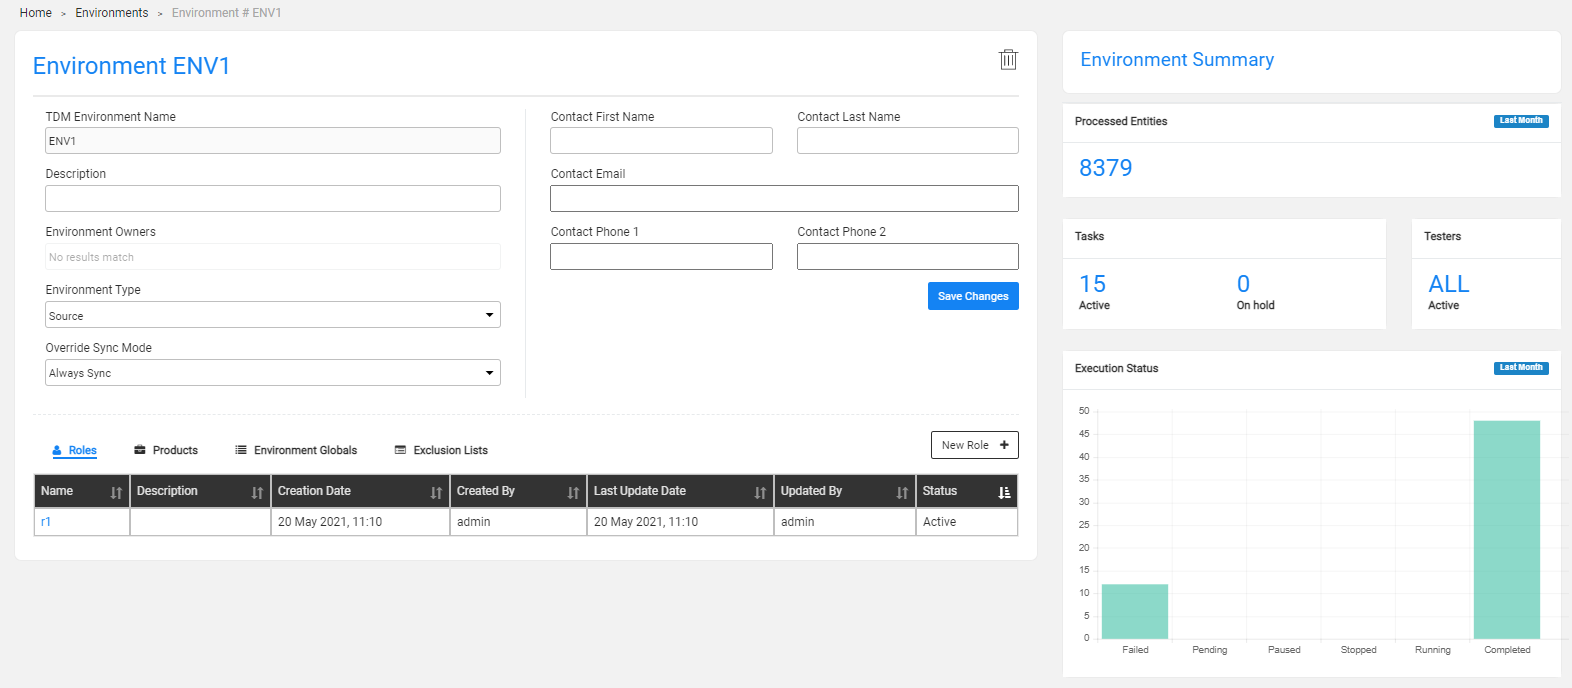 Home > Environments > Environment # ENV1
Environment ENV1
TDM Environment Name
ENV1
Description
Environment Owners
No results match
Environment Type
Source
Override Sync Mode
Always Sync
Contact First Name
Contact Last Name
Contact Email
Contact Phone 1
Contact Phone 2
Save Changes
Roles
Products
Environment Globals
Exclusion Lists
New Role +
Name Description Creation Date Created By Last Update Date Updated By Status
r1 20 May 2021, 11:10 admin 20 May 2021, 11:10 admin Active
Environment Summary
Processed Entities
Last Month
8379
Tasks
15
Active
0
On hold
Testers
ALL
Active
Execution Status
Last Month
50
45
40
35
30
25
20
15
10
5
0
Failed Pending Paused Stopped Running Completed